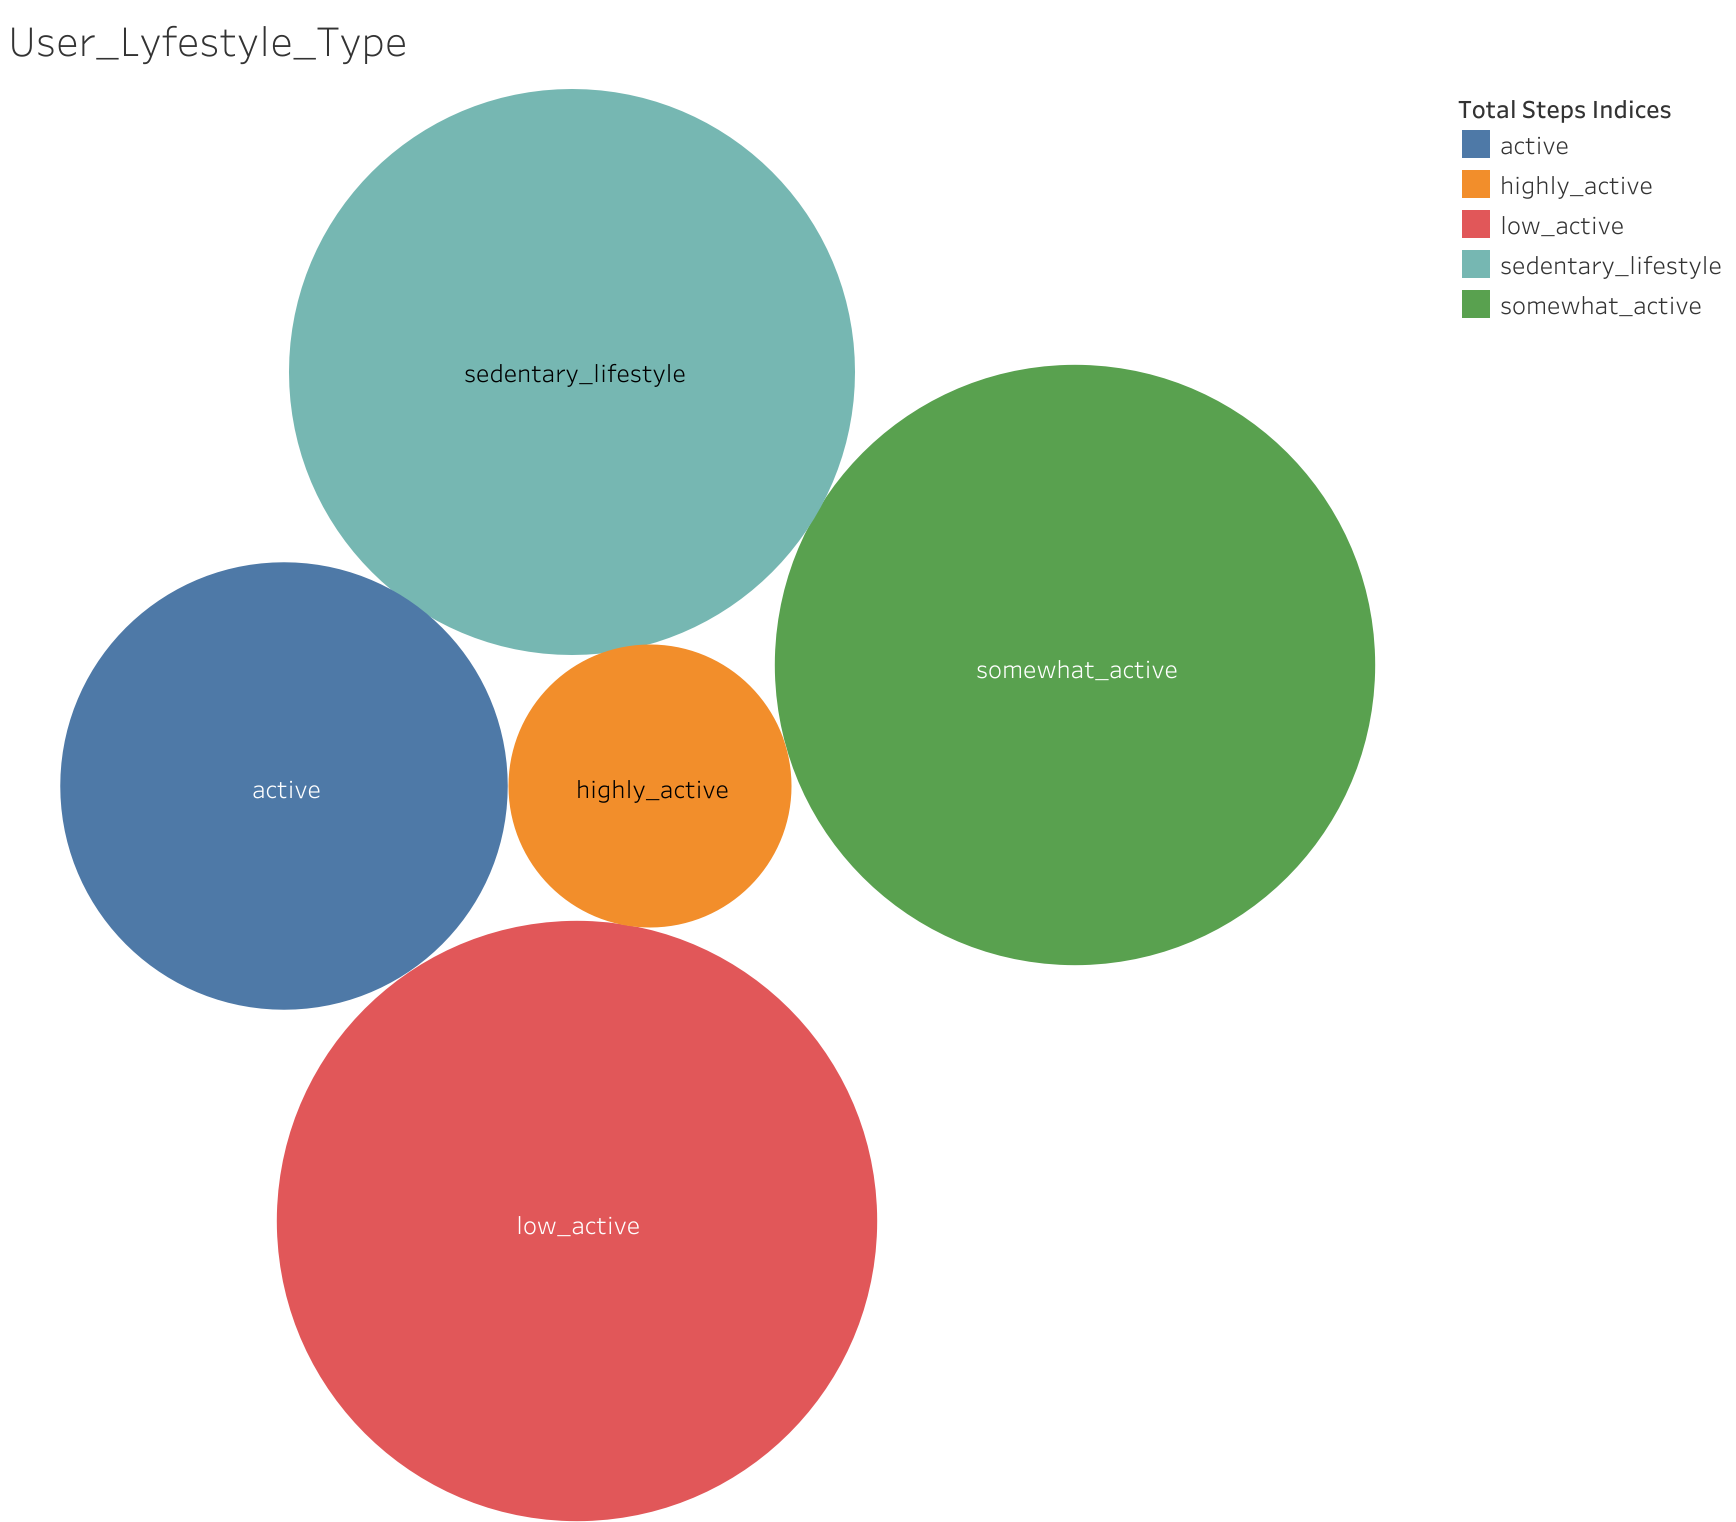 User_Lyfestyle_Type
Total Steps Indices
active
highly_active
low_active
sedentary_lifestyle
somewhat_active
sedentary_lifestyle
somewhat_active
active
highly_active
low_active